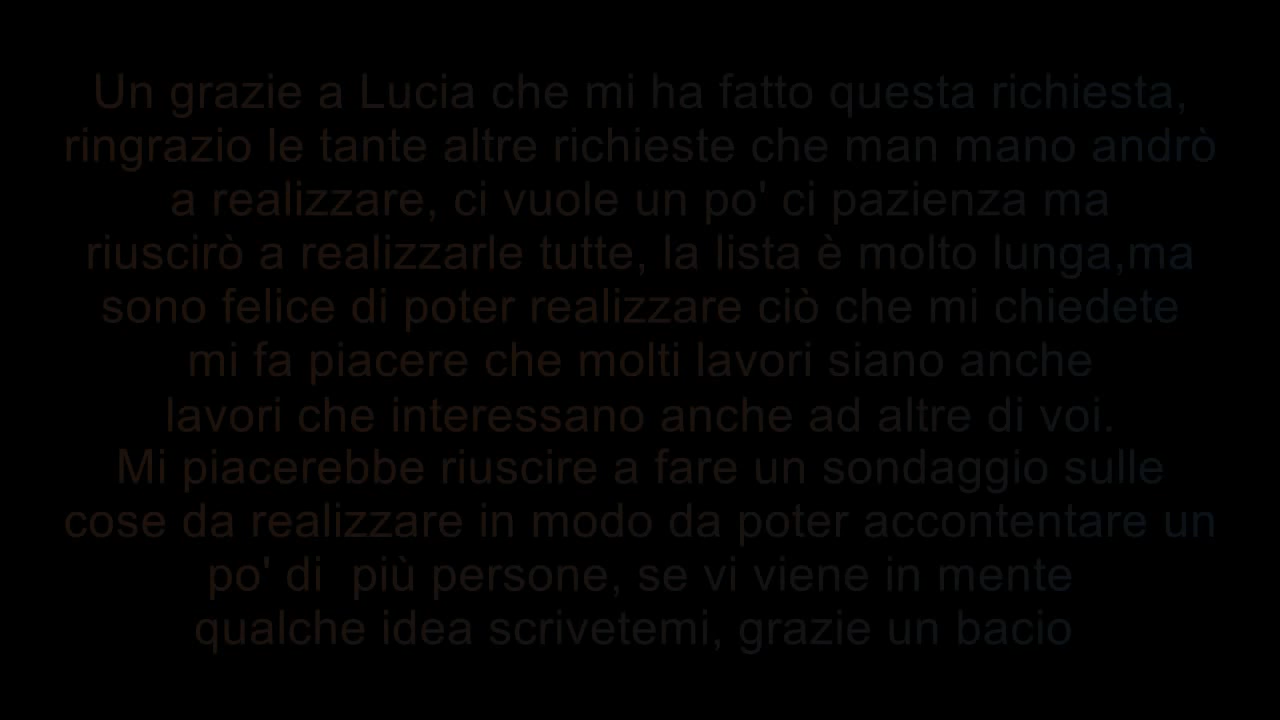 Un grazie a Lucia che mi ha fatto questa richiesta,
ringrazio le tante altre richieste che man mano andrò
a realizzare, ci vuole un po' ci pazienza ma
riuscirò a realizzarle tutte, la lista è molto lunga,ma
sono felice di poter realizzare ciò che mi chiedete
mi fa piacere che molti lavori siano anche
lavori che interessano anche ad altre di voi.
Mi piacerebbe riuscire a fare un sondaggio sulle
cose da realizzare in modo da poter accontentare un
po' di  più persone, se vi viene in mente
qualche idea scrivetemi, grazie un bacio